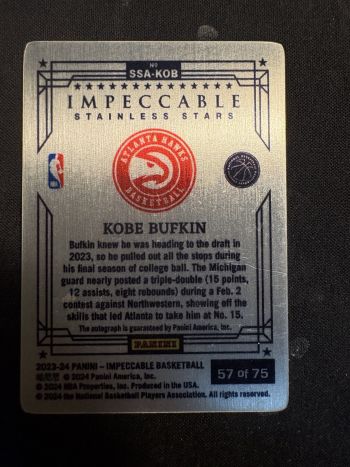 Nº
SSA-KOB
IMPECCABLE
STAINLESS STARS
ATLANTA HAWKS
BASKETBALL
KOBE BUFKIN
Bufkin knew he was heading to the draft in
2023, so he pulled out all the stops during
his final season of college ball. The Michigan
guard nearly posted a triple-double (15 points,
12 assists, eight rebounds) during a Feb. 2
contest against Northwestern, showing off the
skills that led Atlanta to take him at No. 15.
The autograph is guaranteed by Panini America, Inc.
PANINI
2023-24 PANINI – IMPECCABLE BASKETBALL
© 2024 Panini America, Inc.
© 2024 NBA Properties, Inc. Produced in the USA.
© 2024 the National Basketball Players Association. All rights reserved.
57 of 75